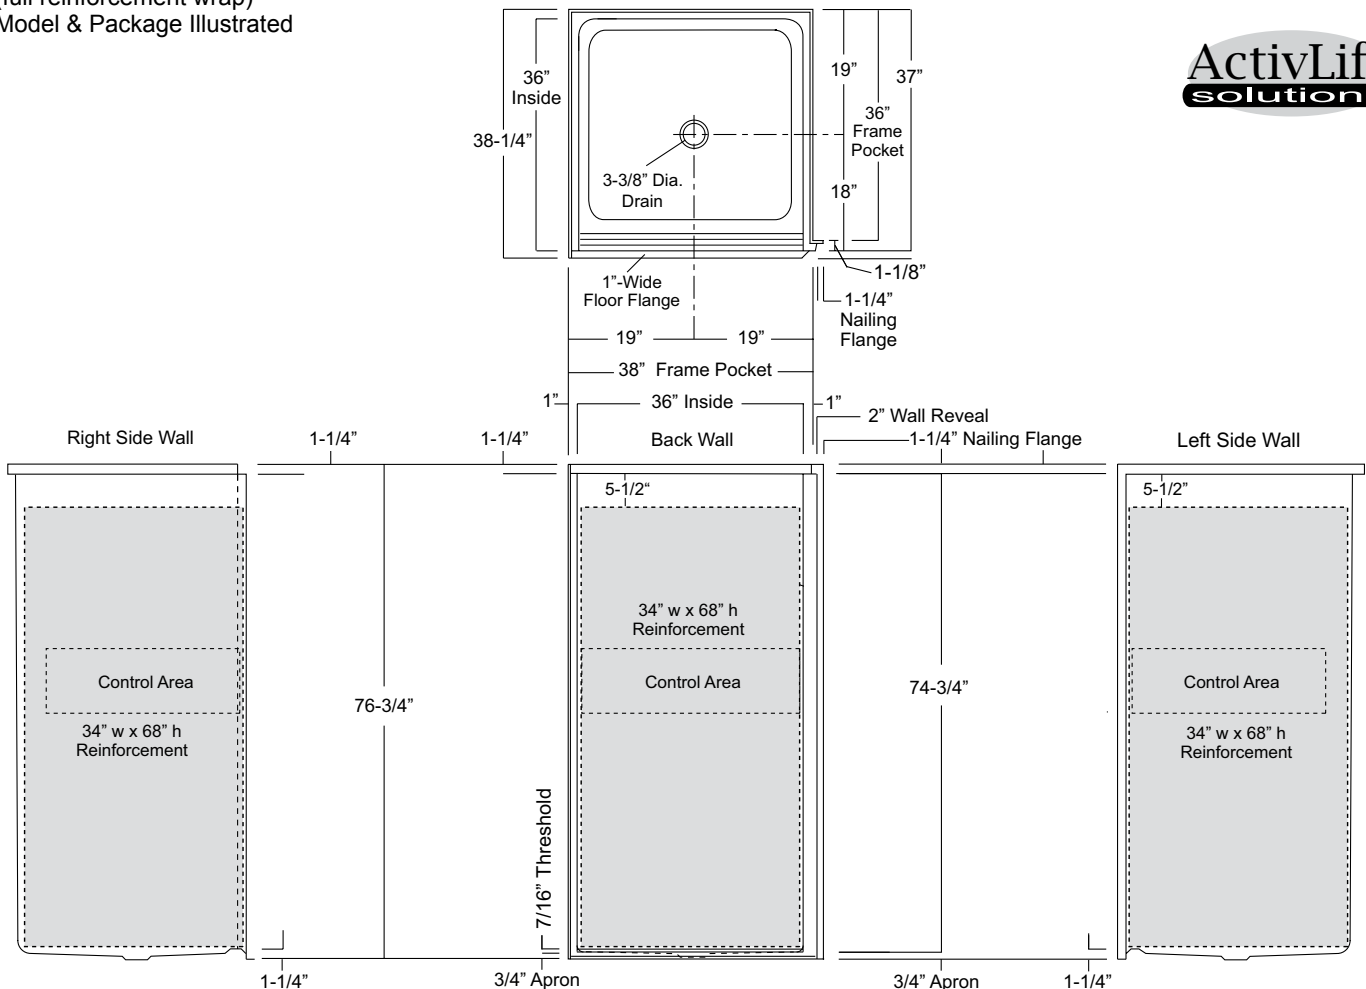 (full reinforcement wrap)
Model & Package Illustrated
ActivLif
solution
36”
Inside
38-1/4”
19”
37”
36”
Frame
Pocket
18”
3-3/8” Dia.
Drain
1-1/8”
1”-Wide
Floor Flange
1-1/4”
Nailing
Flange
19”
19”
38” Frame Pocket
1”
36” Inside
1”
2” Wall Reveal
Right Side Wall
1-1/4”
1-1/4”
Back Wall
1-1/4” Nailing Flange
Left Side Wall
5-1/2“
5-1/2”
34” w x 68” h
Reinforcement
Control Area
Control Area
Control Area
76-3/4”
74-3/4”
34” w x 68” h
Reinforcement
34” w x 68” h
Reinforcement
7/16” Threshold
1-1/4”
3/4” Apron
3/4” Apron
1-1/4”